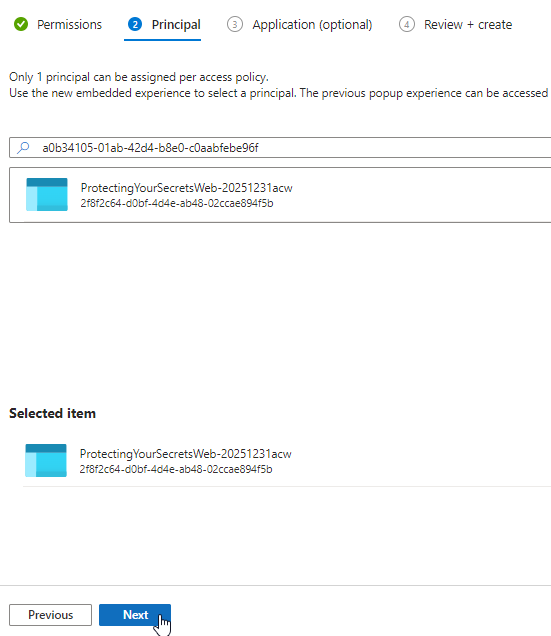 Permissions
2 Principal
3 Application (optional)
4 Review + create
Only 1 principal can be assigned per access policy.
Use the new embedded experience to select a principal. The previous popup experience can be accessed
a0b34105-01ab-42d4-b8e0-c0aabfebe96f
ProtectingYourSecretsWeb-20251231acw
2f8f2c64-d0bf-4d4e-ab48-02ccae894f5b
Selected item
ProtectingYourSecretsWeb-20251231acw
2f8f2c64-d0bf-4d4e-ab48-02ccae894f5b
Previous
Next